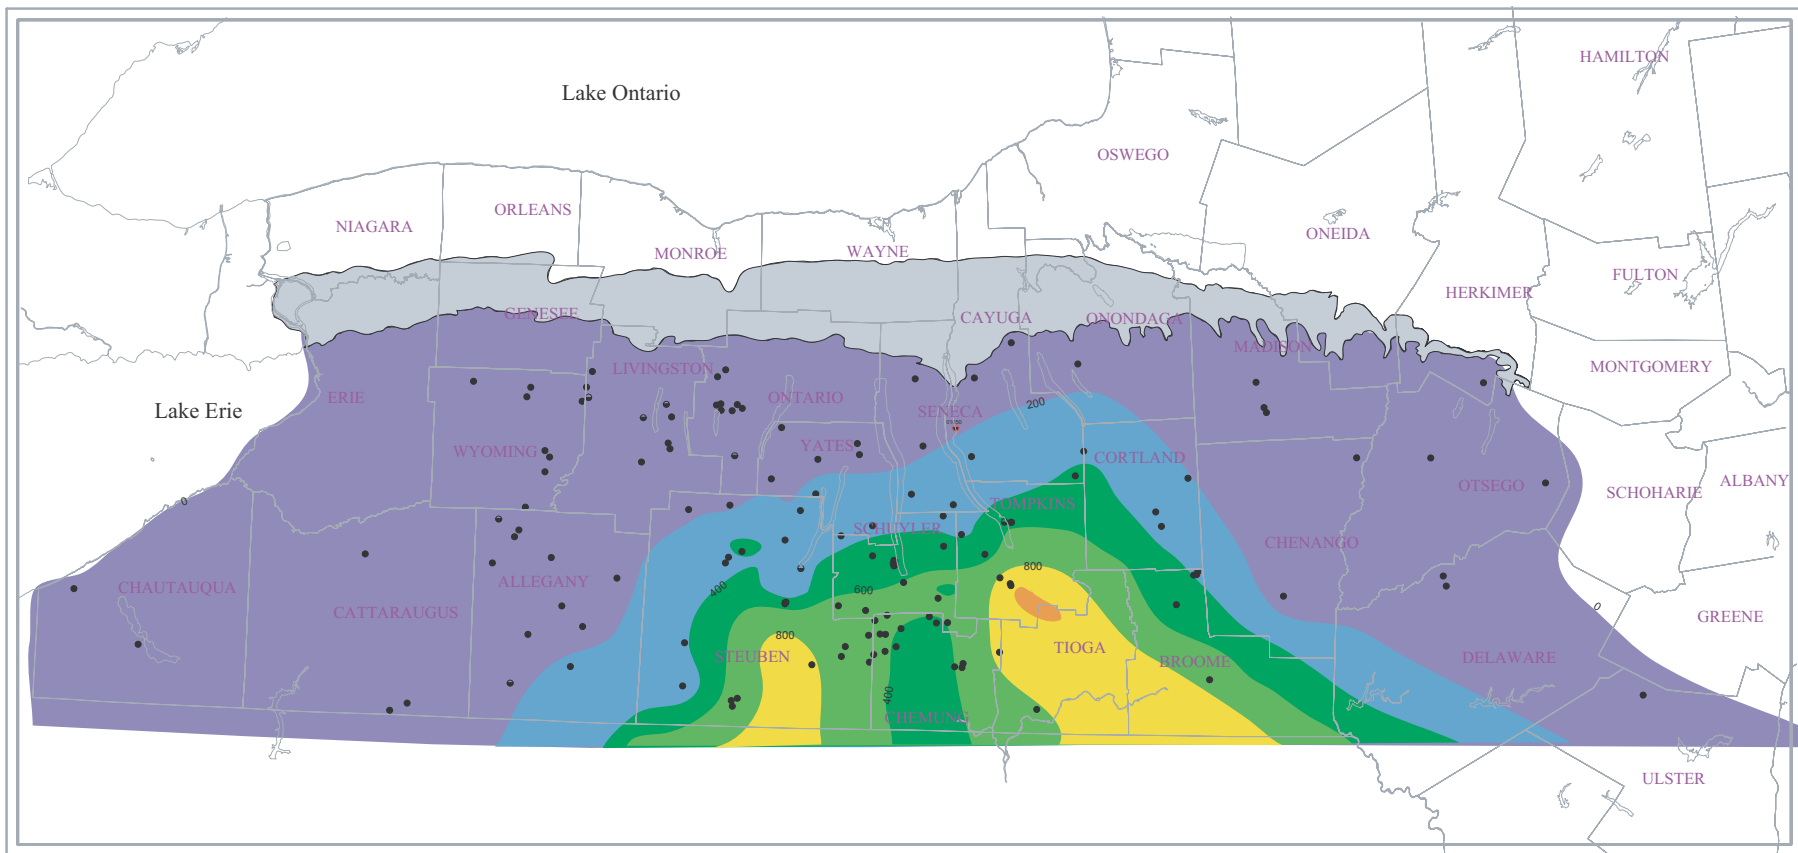 HAMILTON
Lake Ontario
OSWEGO
ORLEANS
NIAGARA
ONEIDA
MONROE
WAYNE
FULTON
HERKIMER
GENESEE
CAYUGA
ONONDAGA
MADISON
MONTGOMERY
LIVINGSTON
ERIE
ONTARIO
Lake Erie
200
SENECA
WYOMING
YATES
CORTLAND
OTSEGO
SCHOHARIE
ALBANY
0
TOMPKINS
SCHUYLER
CHENANGO
800
ALLEGANY
CHAUTAUQUA
400
600
CATTARAUGUS
0
GREENE
800
STEUBEN
TIOGA
BROOME
DELAWARE
400
CHEMUNG
ULSTER